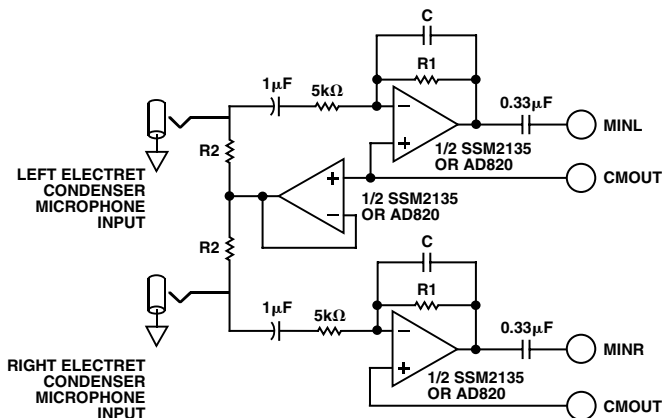 C
R1
1µF
5kΩ
0.33µF
MINL
1/2 SSM2135
OR AD820
R2
LEFT ELECTRET
CONDENSER
MICROPHONE
INPUT
CMOUT
1/2 SSM2135
OR AD820
R2
C
R1
1µF
5kΩ
0.33µF
MINR
1/2 SSM2135
OR AD820
RIGHT ELECTRET
CONDENSER
MICROPHONE
INPUT
CMOUT